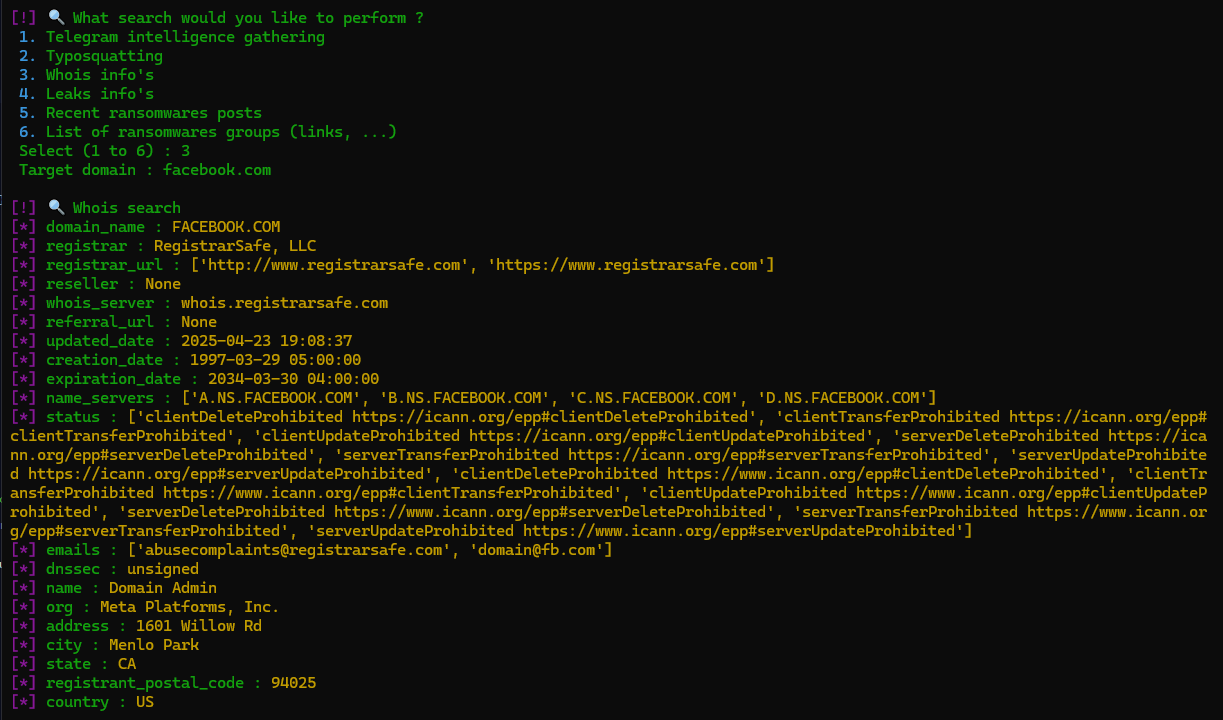 [!] 🔍 What search would you like to perform ?
1. Telegram intelligence gathering
2. Typosquatting
3. Whois info's
4. Leaks info's
5. Recent ransomwares posts
6. List of ransomwares groups (links, ...)
Select (1 to 6) : 3
Target domain : facebook.com
[!] 🔍 Whois search
[*] domain_name : FACEBOOK.COM
[*] registrar : RegistrarSafe, LLC
[*] registrar_url : ['http://www.registrarsafe.com', 'https://www.registrarsafe.com']
[*] reseller : None
[*] whois_server : whois.registrarsafe.com
[*] referral_url : None
[*] updated_date : 2025-04-23 19:08:37
[*] creation_date : 1997-03-29 05:00:00
[*] expiration_date : 2034-03-30 04:00:00
[*] name_servers : ['A.NS.FACEBOOK.COM', 'B.NS.FACEBOOK.COM', 'C.NS.FACEBOOK.COM', 'D.NS.FACEBOOK.COM']
[*] status : ['clientDeleteProhibited https://icann.org/epp#clientDeleteProhibited', 'clientTransferProhibited https://icann.org/epp#
clientTransferProhibited', 'clientUpdateProhibited https://icann.org/epp#clientUpdateProhibited', 'serverDeleteProhibited https://ica
nn.org/epp#serverDeleteProhibited', 'serverTransferProhibited https://icann.org/epp#serverTransferProhibited', 'serverUpdateProhibite
d https://icann.org/epp#serverUpdateProhibited', 'clientDeleteProhibited https://www.icann.org/epp#clientDeleteProhibited', 'clientTr
ansferProhibited https://www.icann.org/epp#clientTransferProhibited', 'clientUpdateProhibited https://www.icann.org/epp#clientUpdateP
rohibited', 'serverDeleteProhibited https://www.icann.org/epp#serverDeleteProhibited', 'serverTransferProhibited https://www.icann.or
g/epp#serverTransferProhibited', 'serverUpdateProhibited https://www.icann.org/epp#serverUpdateProhibited']
[*] emails : ['abusecomplaints@registrarsafe.com', 'domain@fb.com']
[*] dnssec : unsigned
[*] name : Domain Admin
[*] org : Meta Platforms, Inc.
[*] address : 1601 Willow Rd
[*] city : Menlo Park
[*] state : CA
[*] registrant_postal_code : 94025
[*] country : US